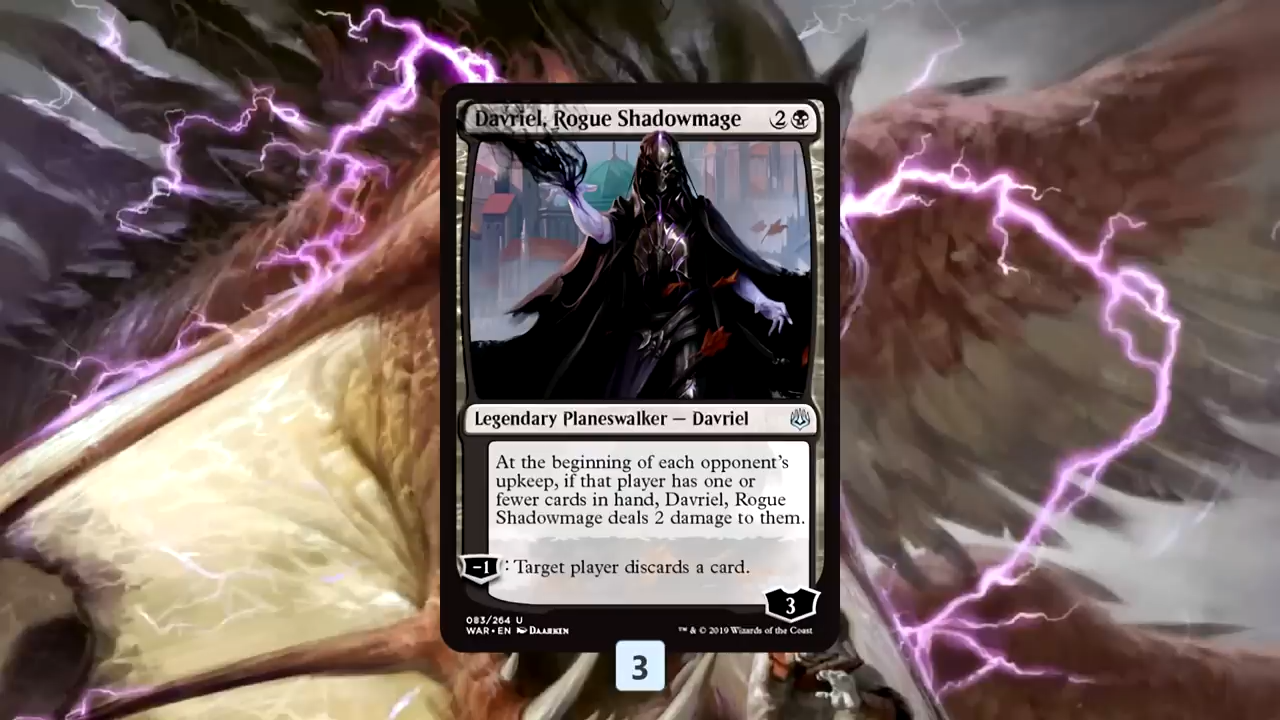 Davriel, Rogue Shadowmage 2
Legendary Planeswalker — Davriel
At the beginning of each opponent's
upkeep, if that player has one or
fewer cards in hand, Davriel, Rogue
Shadowmage deals 2 damage to them.
−1: Target player discards a card.
3
083/264 U
WAR • EN DAARKEN
™ & © 2019 Wizards of the Coast
3